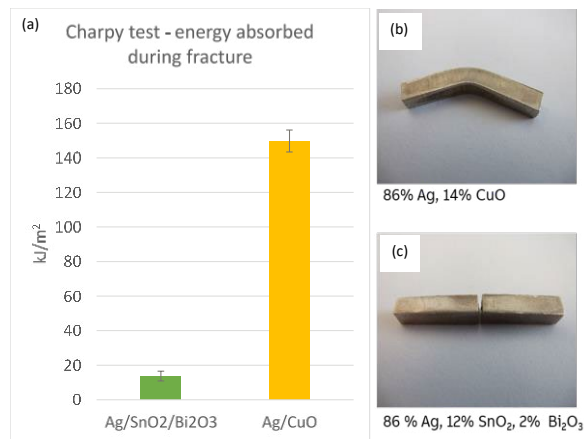 (a)
Charpy test - energy absorbed
during fracture
180
160
140
120
100
80
60
40
20
0
kJ/m²
Ag/SnO2/Bi2O3
Ag/CuO
(b)
86% Ag, 14% CuO
(c)
86 % Ag, 12% SnO₂, 2% Bi₂O₃